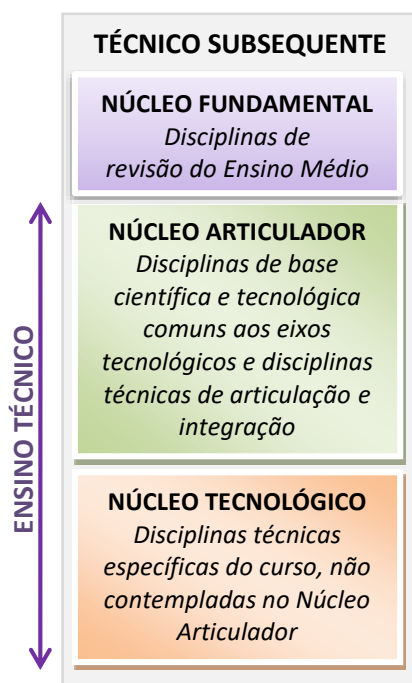 TÉCNICO SUBSEQUENTE
NÚCLEO FUNDAMENTAL
Disciplinas de
revisão do Ensino Médio
NÚCLEO ARTICULADOR
Disciplinas de base
científica e tecnológica
comuns aos eixos
tecnológicos e disciplinas
técnicas de articulação e
integração
ENSINO TÉCNICO
NÚCLEO TECNOLÓGICO
Disciplinas técnicas
específicas do curso, não
contempladas no Núcleo
Articulador